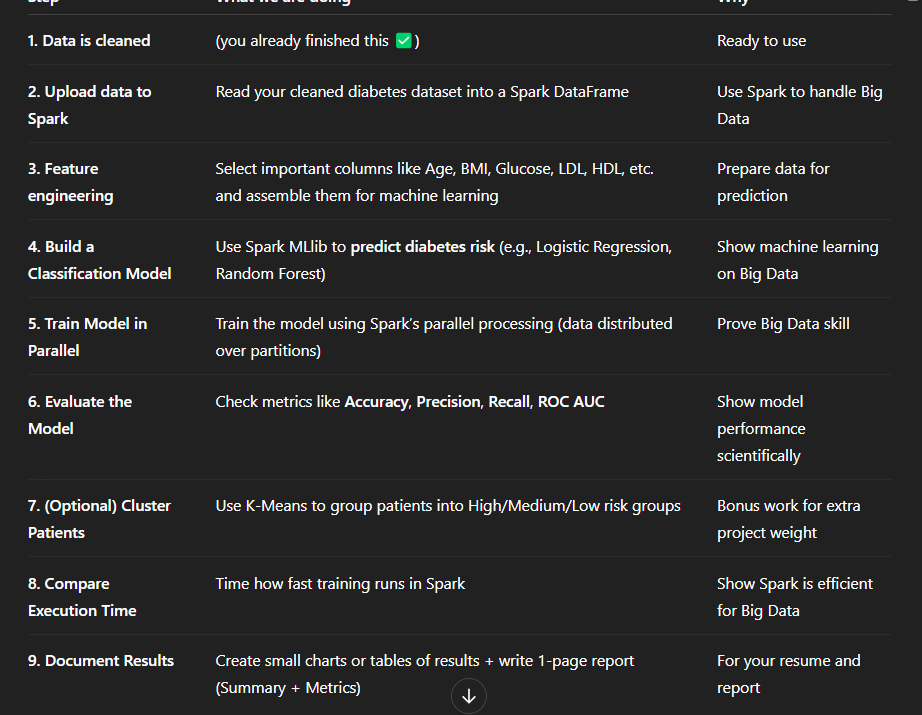 Step What we are doing Why
1. Data is cleaned (you already finished this ✅ ) Ready to use
2. Upload data to Read your cleaned diabetes dataset into a Spark DataFrame Use Spark to handle Big
Spark Data
3. Feature Select important columns like Age, BMI, Glucose, LDL, HDL, etc. Prepare data for
engineering and assemble them for machine learning prediction
4. Build a Use Spark MLlib to predict diabetes risk (e.g., Logistic Regression, Show machine learning
Classification Model Random Forest) on Big Data
5. Train Model in Train the model using Spark’s parallel processing (data distributed Prove Big Data skill
Parallel over partitions)
6. Evaluate the Check metrics like Accuracy, Precision, Recall, ROC AUC Show model
Model performance
scientifically
7. (Optional) Cluster Use K-Means to group patients into High/Medium/Low risk groups Bonus work for extra
Patients project weight
8. Compare Time how fast training runs in Spark Show Spark is efficient
Execution Time for Big Data
9. Document Results Create small charts or tables of results + write 1-page report For your resume and
(Summary + Metrics) report